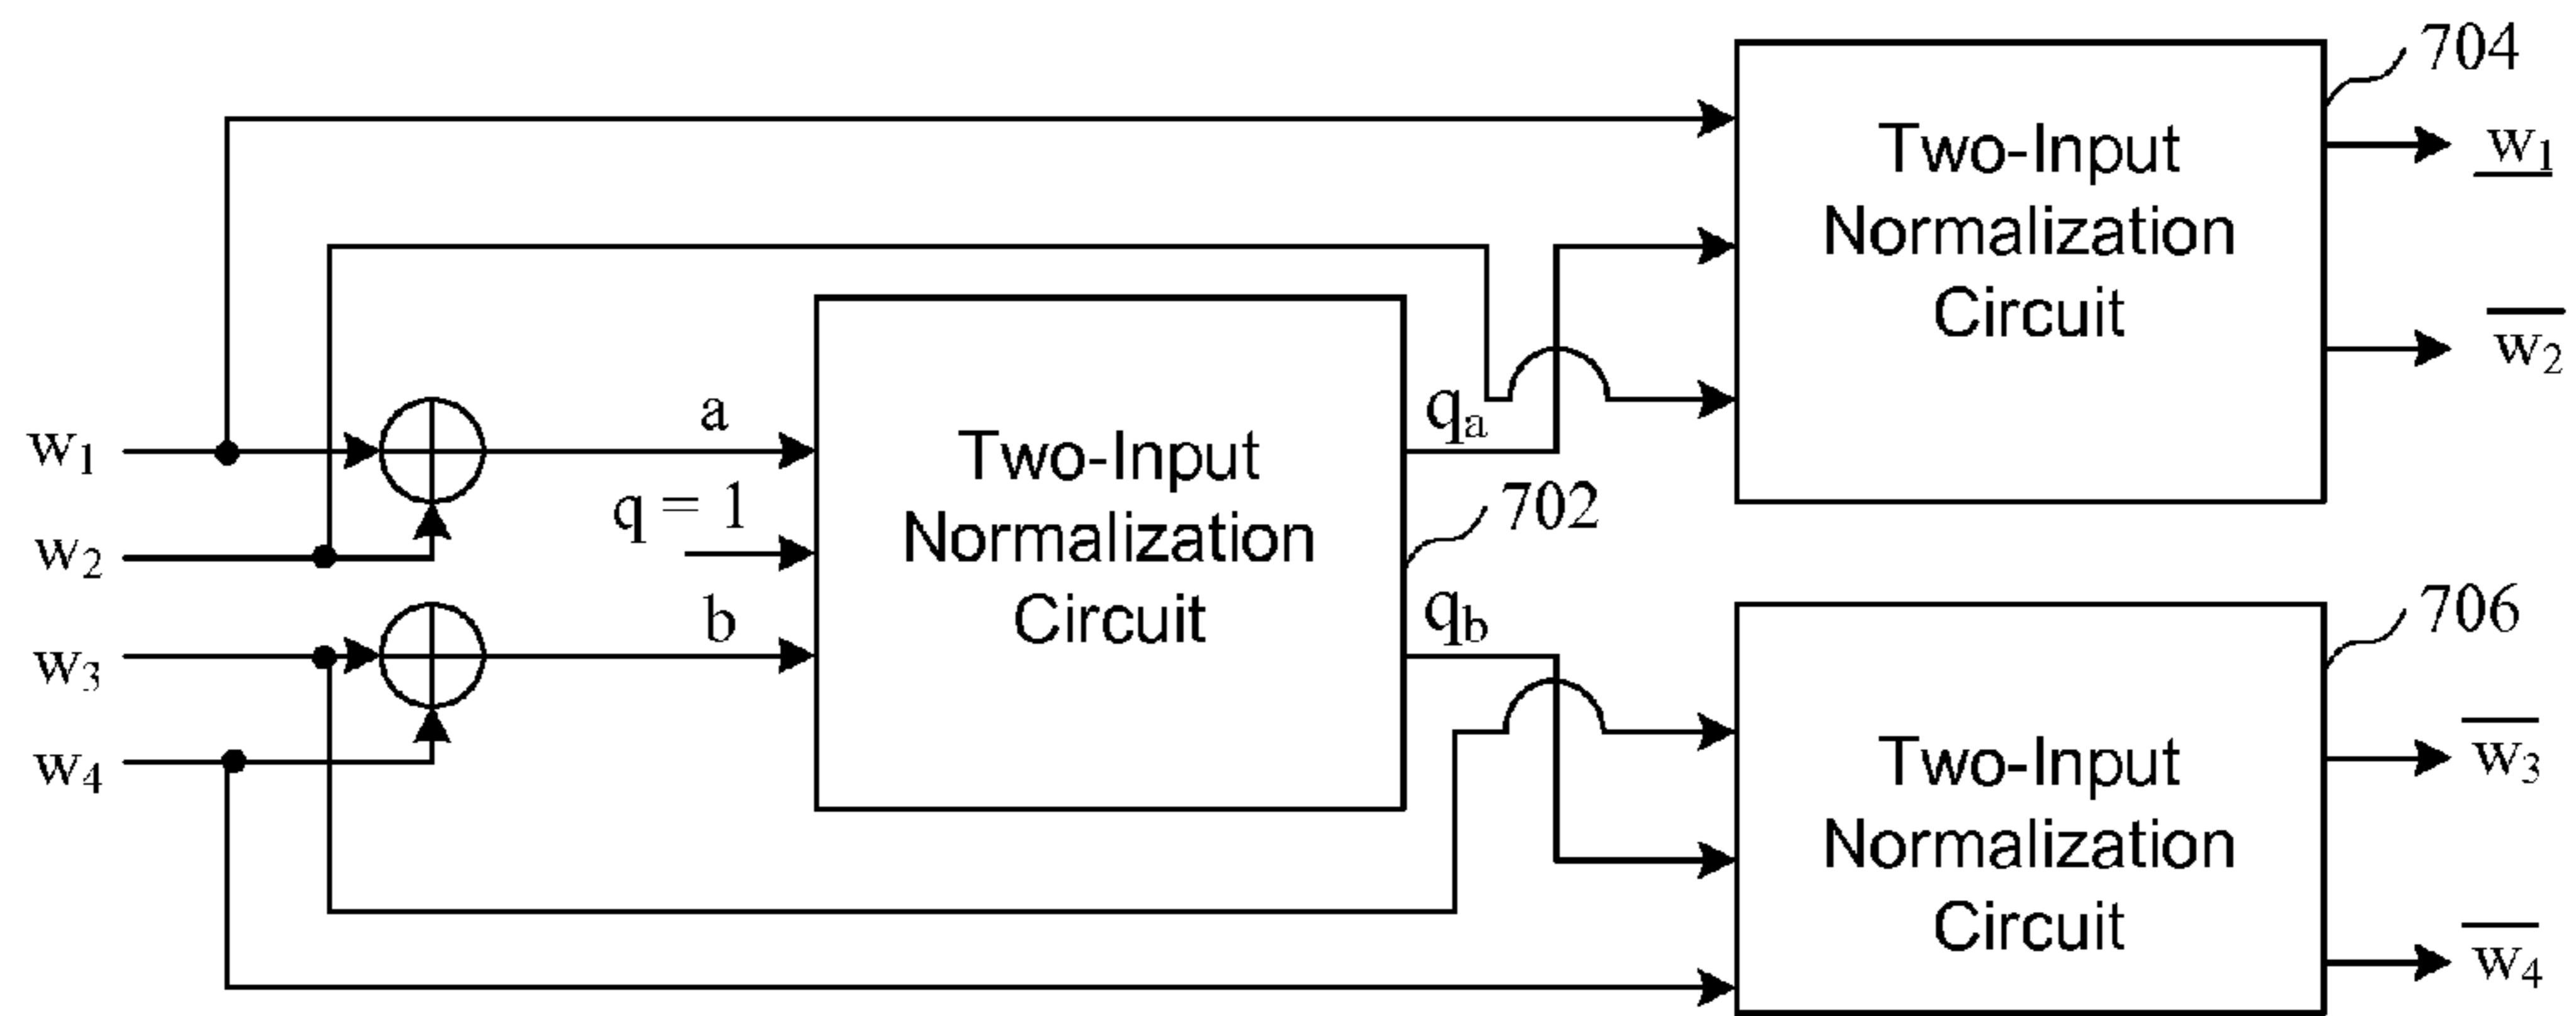 704
Two-Input
Normalization
Circuit
w₁
w₂
w₁
w₂
w₃
w₄
a
q = 1
b
Two-Input
Normalization
Circuit
qₐ
702
q_b
706
Two-Input
Normalization
Circuit
w₃
w₄